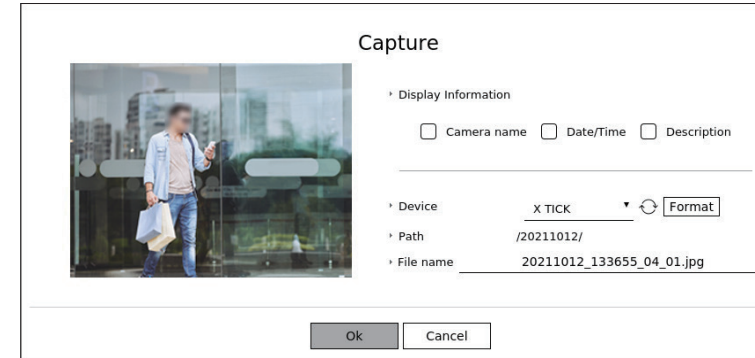 Capture
Display Information
Camera name Date/Time Description
Device X TICK Format
Path /20211012/
File name 20211012_133655_04_01.jpg
Ok Cancel